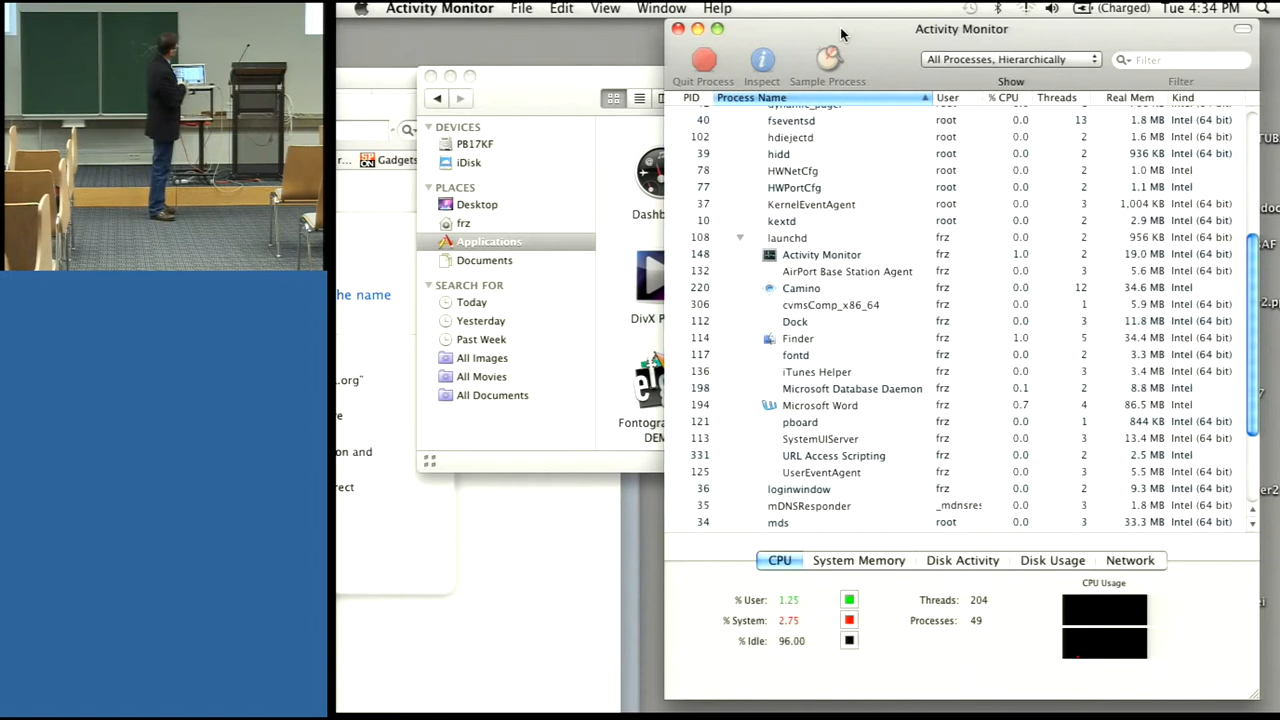 Activity Monitor File Edit View Window Help (Charged) Tue 4:34 PM
Activity Monitor
All Processes, Hierarchically
Filter
Quit Process Inspect Sample Process Show Filter
PID Process Name User % CPU Threads Real Mem Kind
40 fseventsd root 0.0 13 1.8 MB Intel (64 bit)
102 hdiejectd root 0.0 2 1.6 MB Intel (64 bit)
39 hidd root 0.0 3 936 KB Intel (64 bit)
78 HWNetCfg root 0.0 2 1.0 MB Intel
77 HWPortCfg root 0.0 2 1.1 MB Intel
37 KernelEventAgent root 0.0 3 1,004 KB Intel (64 bit)
10 kextd root 0.0 2 2.9 MB Intel (64 bit)
108 launchd frz 0.0 2 956 KB Intel (64 bit)
148 Activity Monitor frz 1.0 2 19.0 MB Intel (64 bit)
132 AirPort Base Station Agent frz 0.0 3 5.6 MB Intel (64 bit)
220 Camino frz 0.0 12 34.6 MB Intel
306 cvmsComp_x86_64 frz 0.0 1 5.9 MB Intel (64 bit)
112 Dock frz 0.0 3 11.8 MB Intel (64 bit)
114 Finder frz 1.0 5 34.4 MB Intel (64 bit)
117 fontd frz 0.0 2 3.3 MB Intel (64 bit)
136 iTunes Helper frz 0.0 3 3.4 MB Intel (64 bit)
198 Microsoft Database Daemon frz 0.1 2 8.8 MB Intel
194 Microsoft Word frz 0.7 4 86.5 MB Intel
121 pboard frz 0.0 1 844 KB Intel (64 bit)
113 SystemUIServer frz 0.0 3 13.4 MB Intel (64 bit)
331 URL Access Scripting frz 0.0 2 2.5 MB Intel
125 UserEventAgent frz 0.0 3 5.5 MB Intel (64 bit)
36 loginwindow frz 0.0 2 9.3 MB Intel (64 bit)
35 mDNSResponder _mdnsres 0.0 3 1.8 MB Intel (64 bit)
34 mds root 0.0 3 33.3 MB Intel (64 bit)
CPU System Memory Disk Activity Disk Usage Network
CPU Usage
% User: 1.25 Threads: 204
% System: 2.75 Processes: 49
% Idle: 96.00
DEVICES
PB17KF
iDisk
PLACES
Desktop
frz
Applications
Documents
SEARCH FOR
Today
Yesterday
Past Week
All Images
All Movies
All Documents
Dashb
DivX P
Fontogra
DEM
r... Gadgets
he name
.org"
re
on and
rect